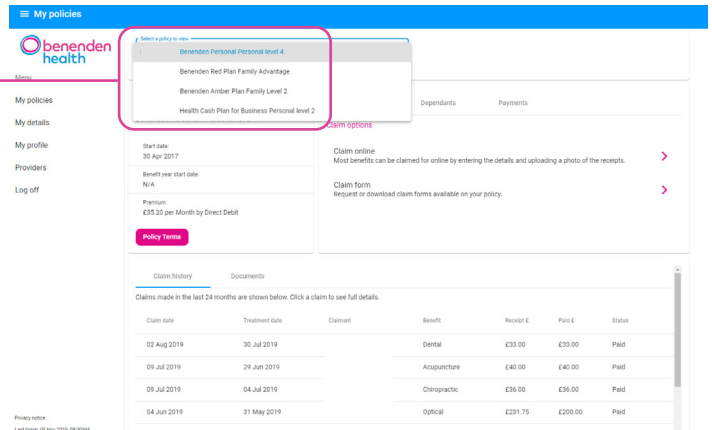 My policies
benenden
health
Menu
Select a policy to view
Benenden Personal Personal level 4
Benenden Red Plan Family Advantage
Benenden Amber Plan Family Level 2
Health Cash Plan for Business Personal level 2
My policies
My details
My profile
Providers
Log off
Dependants
Payments
Start date:
30 Apr 2017
Benefit year start date:
N/A
Premium
£35.20 per Month by Direct Debit
Policy Terms
Claim options
Claim online
Most benefits can be claimed for online by entering the details and uploading a photo of the receipts.
Claim form
Request or download claim forms available on your policy.
Claim history
Documents
Claims made in the last 24 months are shown below. Click a claim to see full details.
Claim date Treatment date Claimant Benefit Receipt £ Paid £ Status
02 Aug 2019 30 Jul 2019 Dental £33.00 £33.00 Paid
09 Jul 2019 29 Jun 2019 Acupuncture £40.00 £40.00 Paid
09 Jul 2019 04 Jul 2019 Chiropractic £36.00 £36.00 Paid
04 Jun 2019 31 May 2019 Optical £231.75 £200.00 Paid
Privacy notice